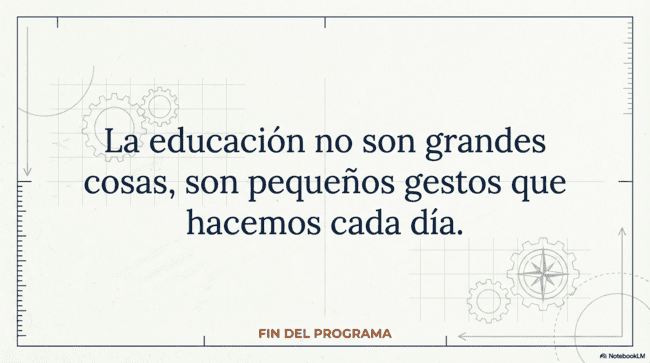 La educación no son grandes
cosas, son pequeños gestos que
hacemos cada día.
FIN DEL PROGRAMA
NotebookLM